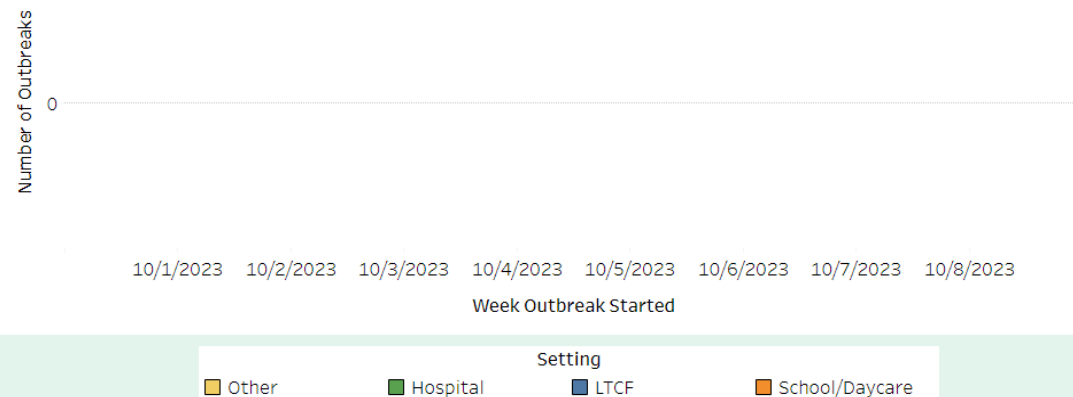 Number of Outbreaks
0
10/1/2023 10/2/2023 10/3/2023 10/4/2023 10/5/2023 10/6/2023 10/7/2023 10/8/2023
Week Outbreak Started
Setting
Other Hospital LTCF School/Daycare